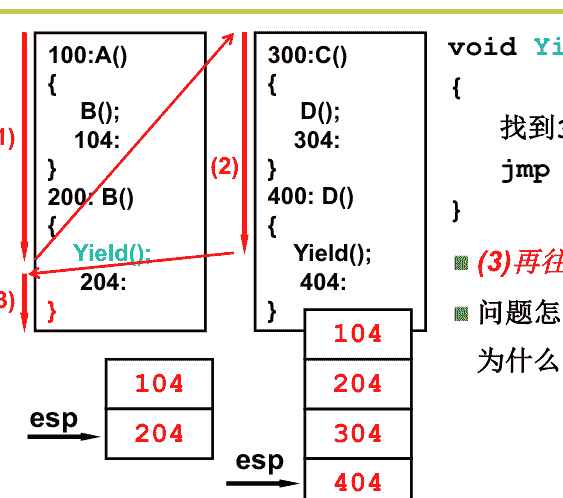 100:A()
{
B();
104:
}
200: B()
{
Yield();
204:
}
1)
3)
(2)
300:C()
{
D();
304:
}
400: D()
{
Yield();
404:
}
104
204
esp
104
204
304
404
esp
void Yi
{
找到3
jmp
}
(3)再往
问题怎
为什么